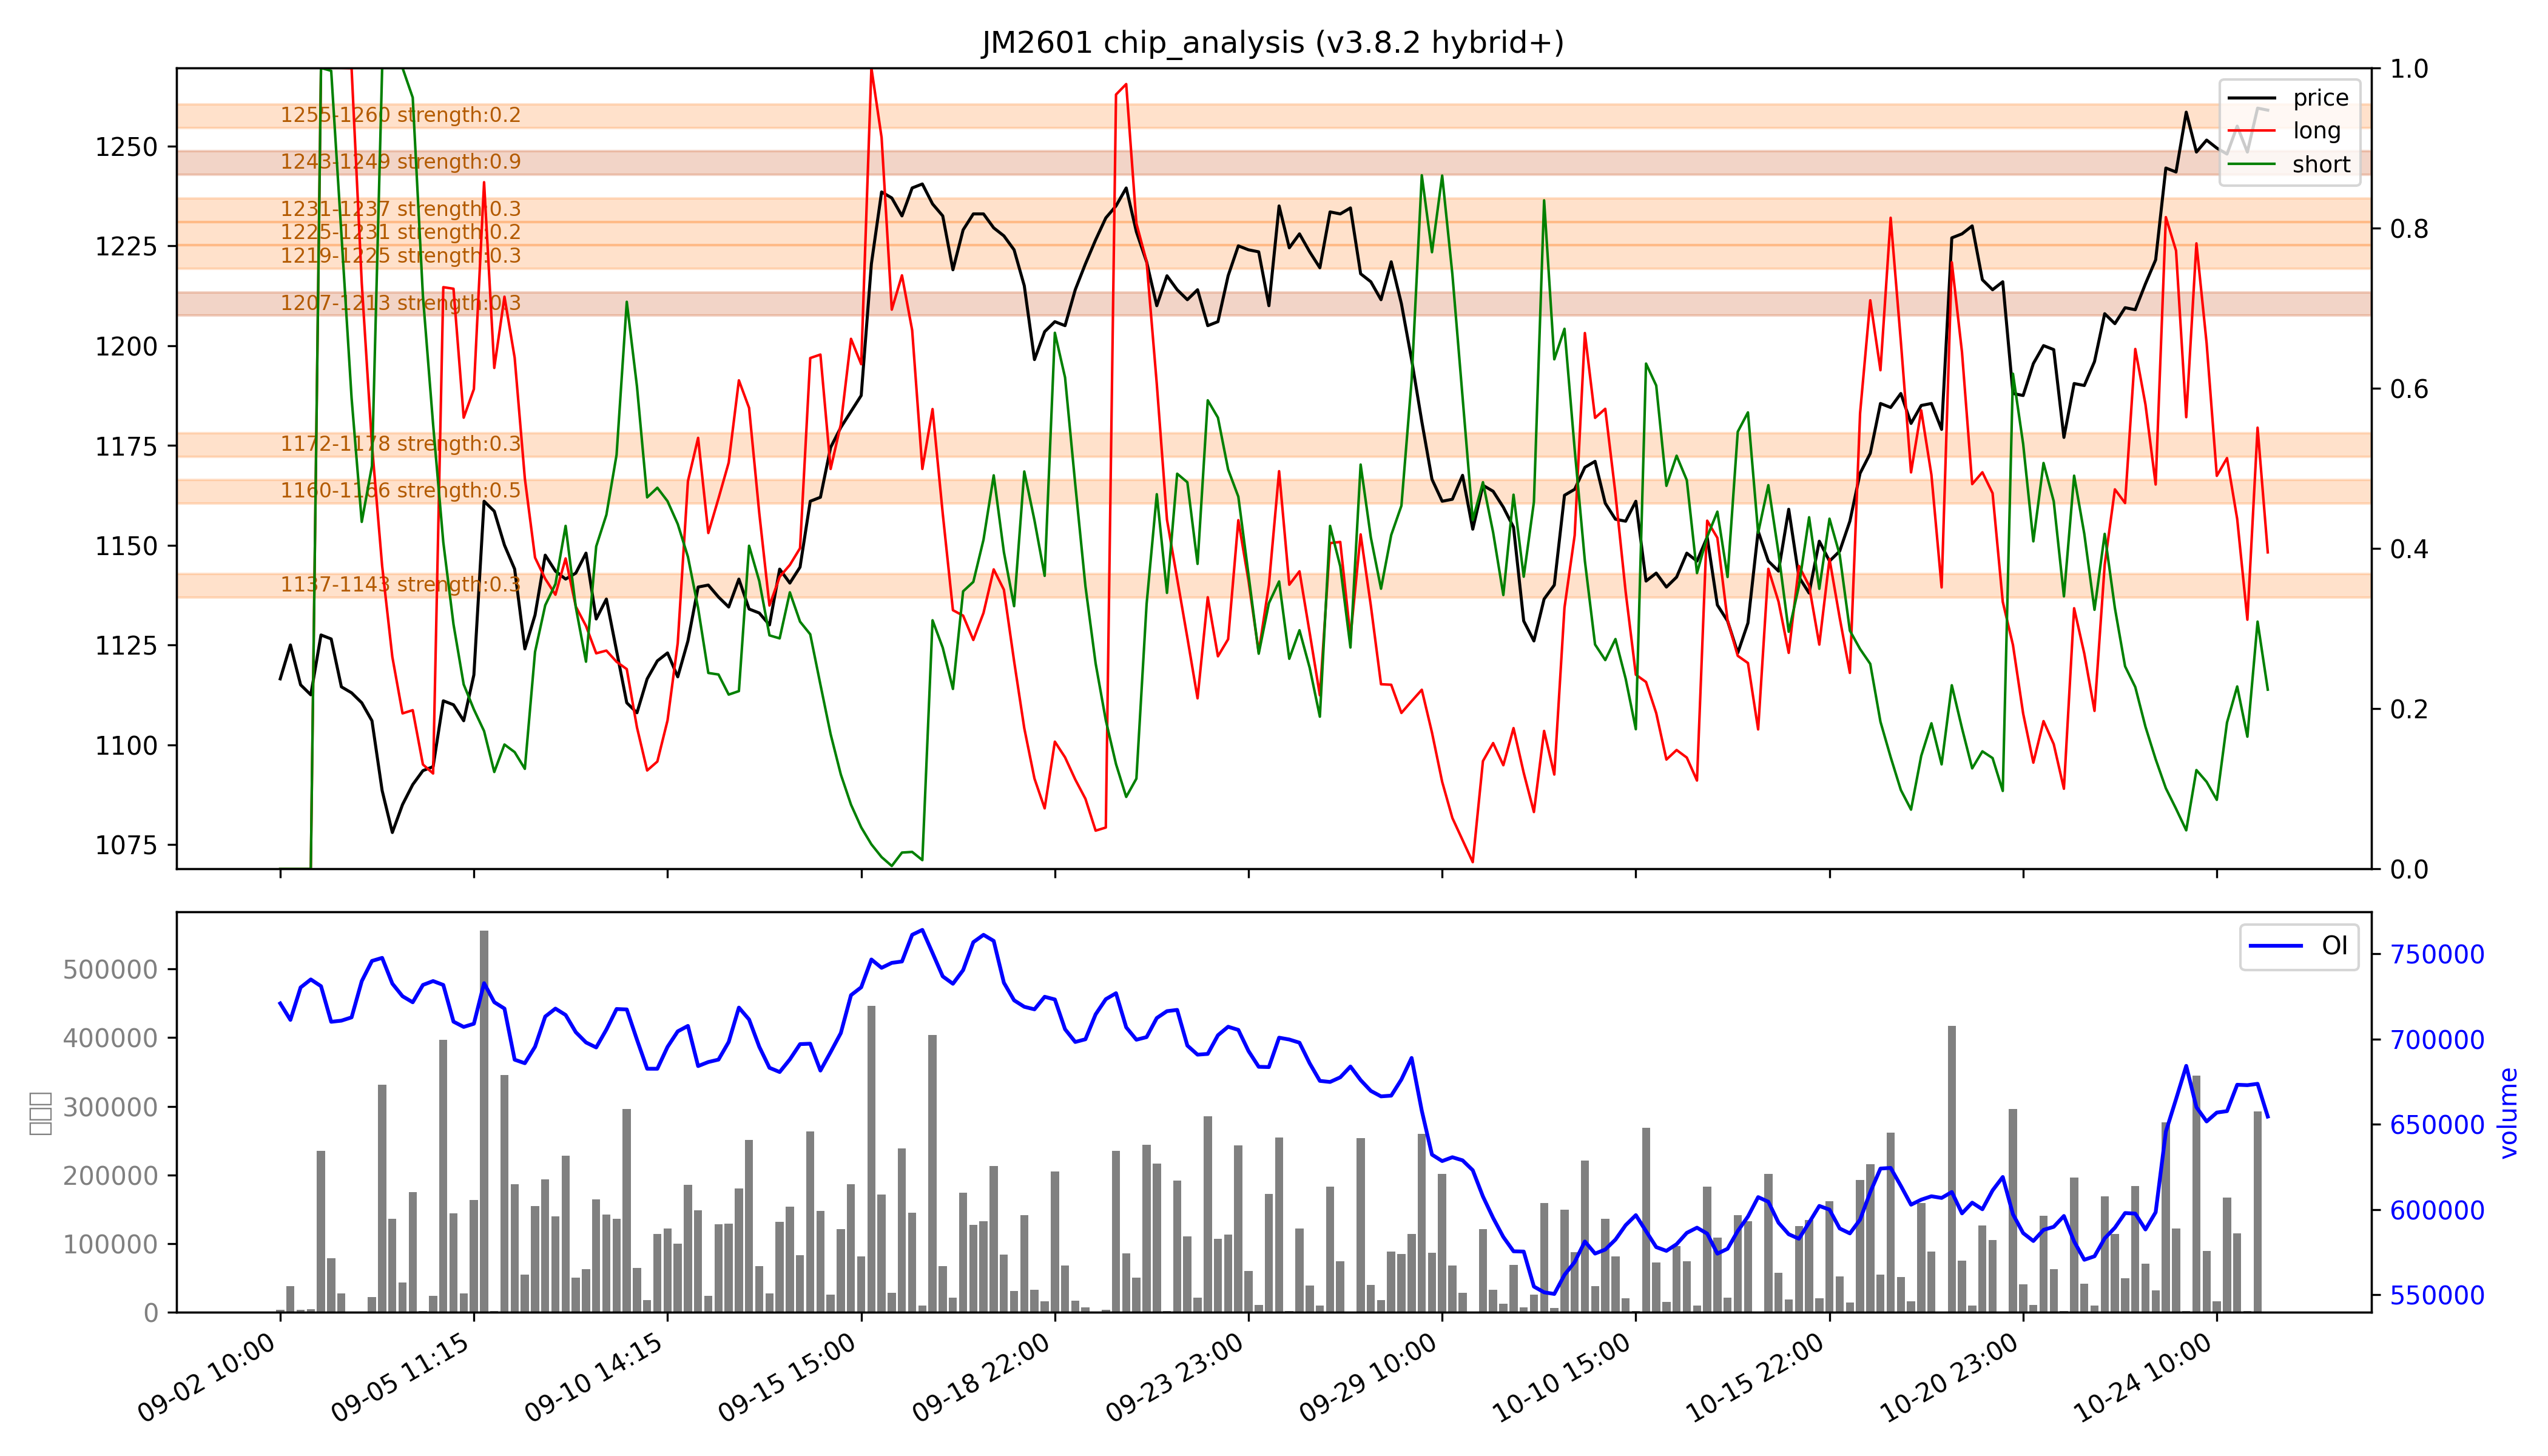 JM2601 chip_analysis (v3.8.2 hybrid+)
1250
1225
1200
1175
1150
1125
1100
1075
1255-1260 strength:0.2
1243-1249 strength:0.9
1231-1237 strength:0.3
1225-1231 strength:0.2
1219-1225 strength:0.3
1207-1213 strength:0.3
1172-1178 strength:0.3
1160-1166 strength:0.5
1137-1143 strength:0.3
price
long
short
1.0
0.8
0.6
0.4
0.2
0.0
500000
400000
300000
200000
100000
0
OI
750000
700000
650000
600000
550000
volume
09-02 10:00
09-05 11:15
09-10 14:15
09-15 15:00
09-18 22:00
09-23 23:00
09-29 10:00
10-10 15:00
10-15 22:00
10-20 23:00
10-24 10:00